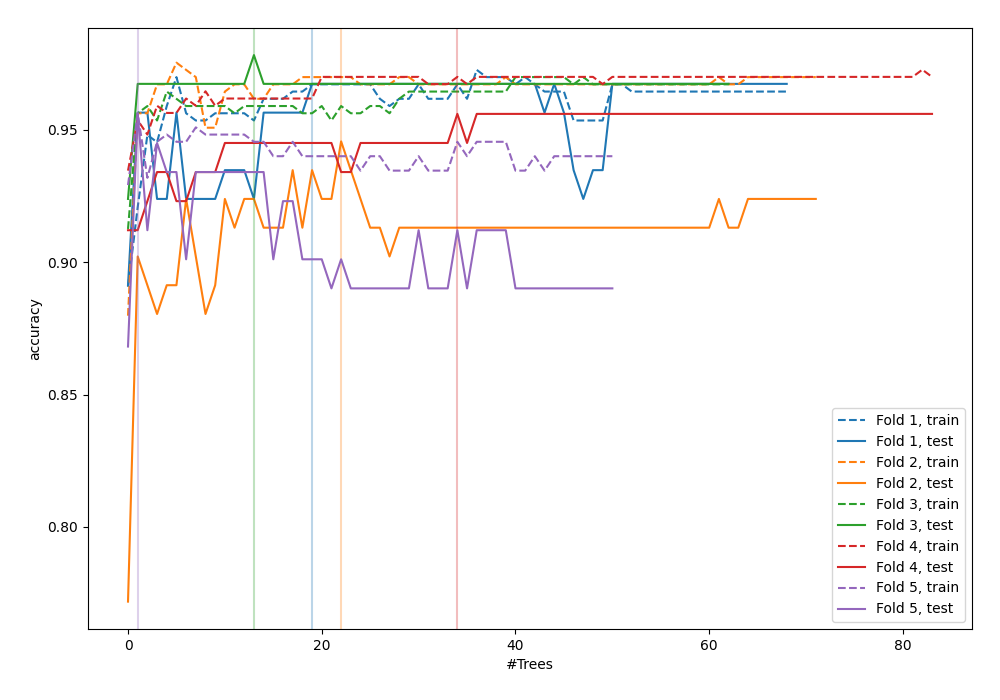 accuracy
0.95
0.90
0.85
0.80
0
20
40
60
80
#Trees
Fold 1, train
Fold 1, test
Fold 2, train
Fold 2, test
Fold 3, train
Fold 3, test
Fold 4, train
Fold 4, test
Fold 5, train
Fold 5, test